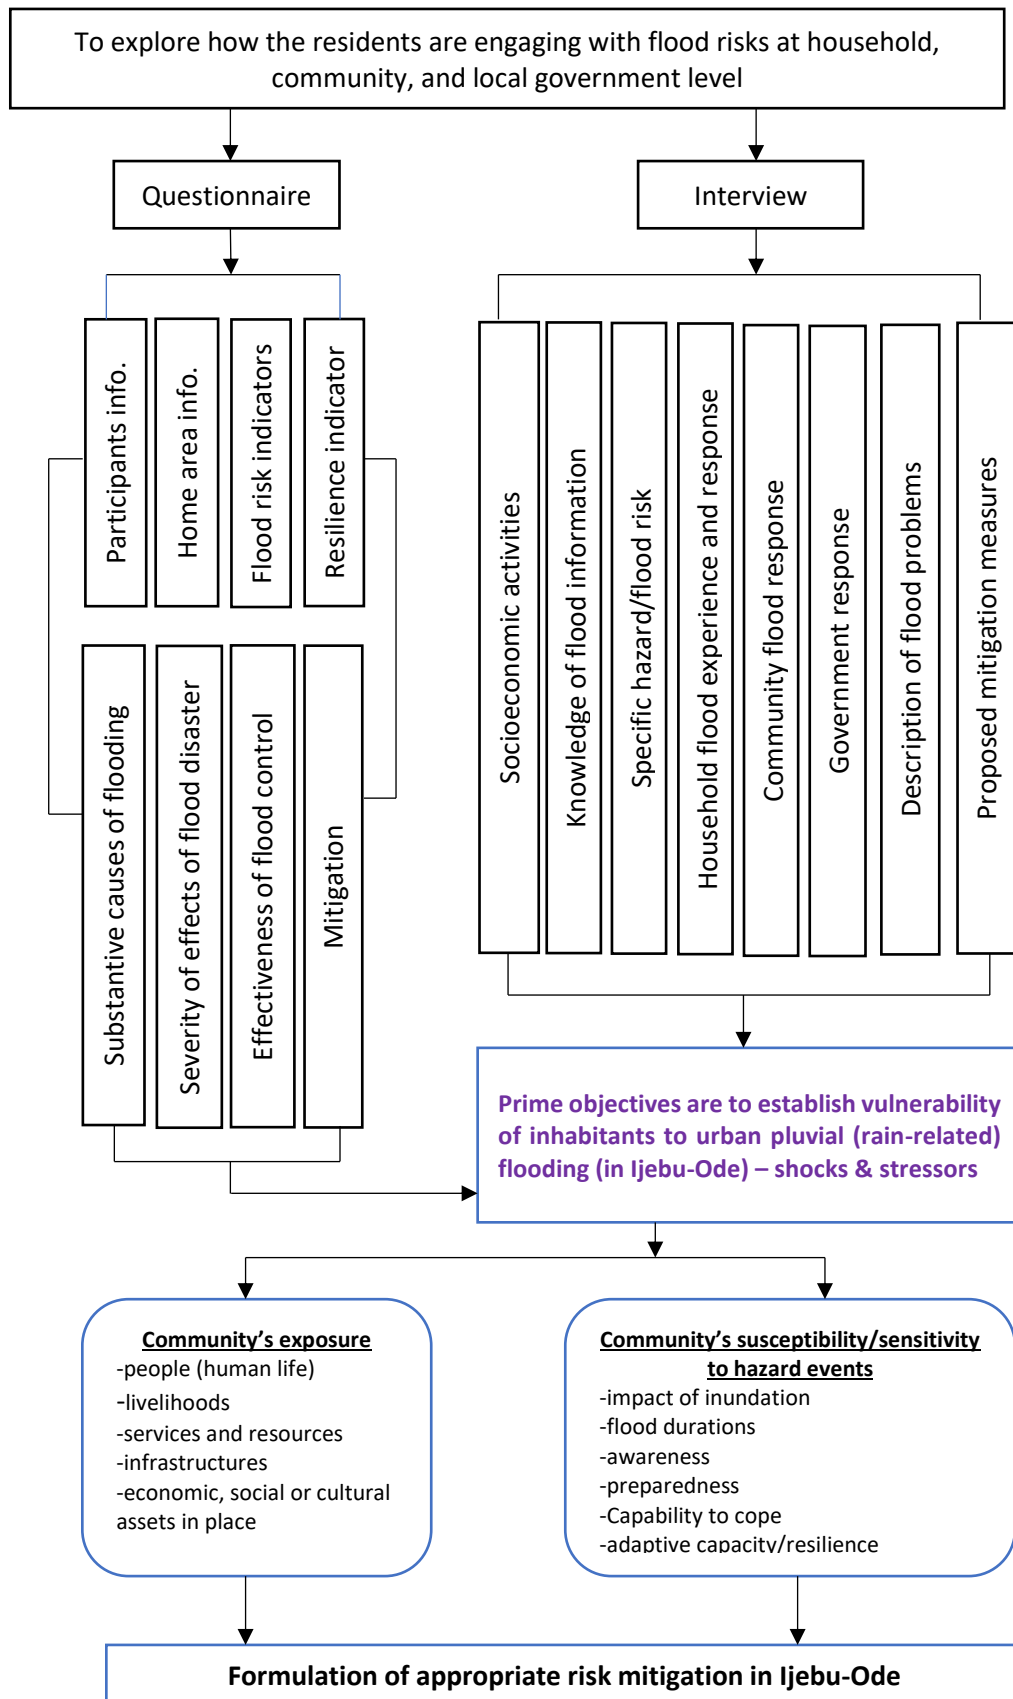 To explore how the residents are engaging with flood risks at household,
community, and local government level
Questionnaire
Interview
Participants info.
Home area info.
Flood risk indicators
Resilience indicator
Substantive causes of flooding
Severity of effects of flood disaster
Effectiveness of flood control
Mitigation
Socioeconomic activities
Knowledge of flood information
Specific hazard/flood risk
Household flood experience and response
Community flood response
Government response
Description of flood problems
Proposed mitigation measures
Prime objectives are to establish vulnerability
of inhabitants to urban pluvial (rain-related)
flooding (in Ijebu-Ode) – shocks & stressors
Community’s exposure
-people (human life)
-livelihoods
-services and resources
-infrastructures
-economic, social or cultural
assets in place
Community’s susceptibility/sensitivity
to hazard events
-impact of inundation
-flood durations
-awareness
-preparedness
-Capability to cope
-adaptive capacity/resilience
Formulation of appropriate risk mitigation in Ijebu-Ode